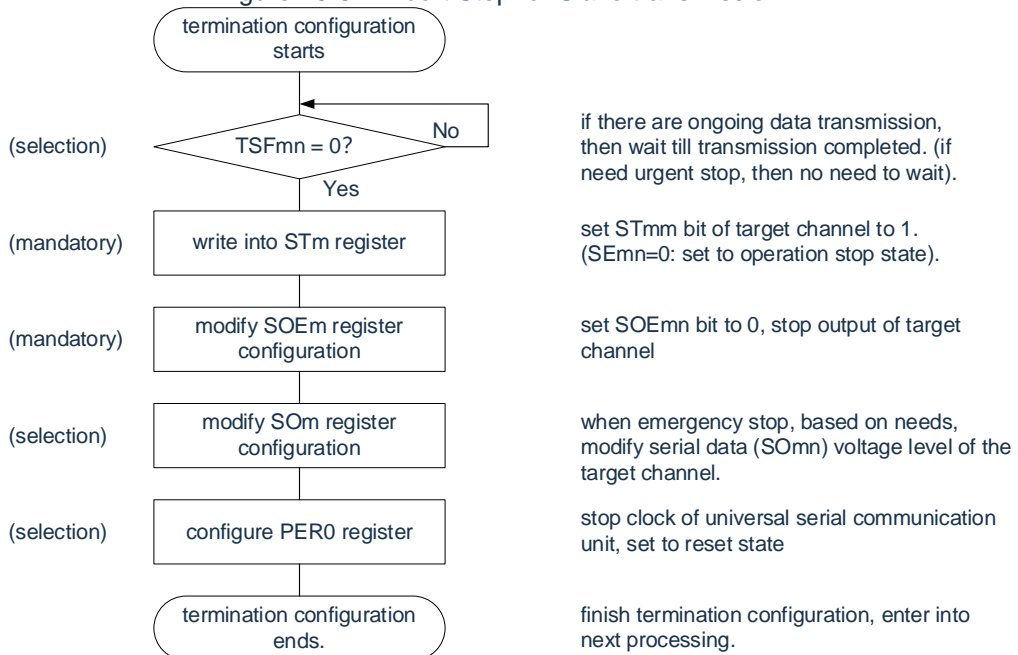 termination configuration
starts
(selection)
TSFmn = 0?
No
Yes
if there are ongoing data transmission,
then wait till transmission completed. (if
need urgent stop, then no need to wait).
(mandatory)
write into STm register
set STmm bit of target channel to 1.
(SEmn=0: set to operation stop state).
(mandatory)
modify SOEm register
configuration
set SOEmn bit to 0, stop output of target
channel
(selection)
modify SOm register
configuration
when emergency stop, based on needs,
modify serial data (SOmn) voltage level of the
target channel.
(selection)
configure PER0 register
stop clock of universal serial communication
unit, set to reset state
termination configuration
ends.
finish termination configuration, enter into
next processing.